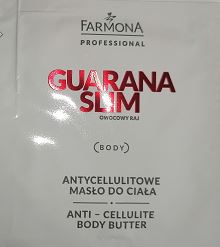 FARMONA
PROFESSIONAL
GUARANA
SLIM
OWOCOWY RAJ
(BODY)
ANTYCELLULITOWE
MASŁO DO CIAŁA
ANTI – CELLULITE
BODY BUTTER